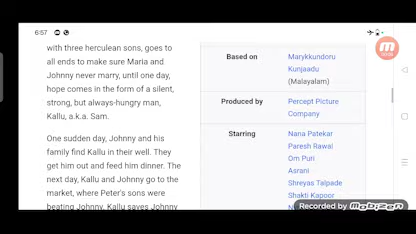 6:57
with three herculean sons, goes to
all ends to make sure Maria and
Johnny never marry, until one day,
hope comes in the form of a silent,
strong, but always-hungry man,
Kallu, a.k.a. Sam.
One sudden day, Johnny and his
family find Kallu in their well. They
get him out and feed him dinner. The
next day, Kallu and Johnny go to the
market, where Peter's sons were
beating Johnny. Kallu saves Johnny
Based on
Marykkundoru
Kunjaadu
(Malayalam)
Produced by
Percept Picture
Company
Starring
Nana Patekar
Paresh Rawal
Om Puri
Asrani
Shreyas Talpade
Shakti Kapoor
Recorded by MOBIZEN